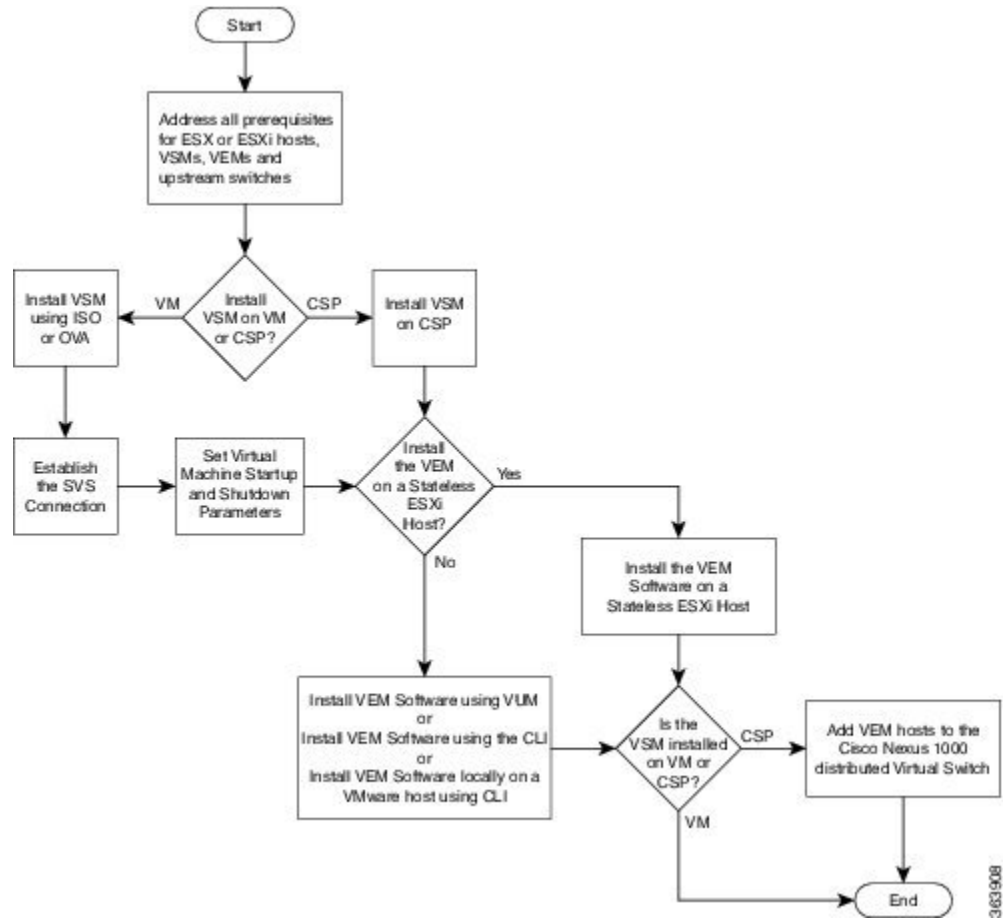 Start
Address all prerequisites
for ESX or ESXi hosts,
VSMs, VEMs and
upstream switches
Install VSM
using ISO
or OVA
VM
Install
VSM on VM
or CSP?
CSP
Install VSM
on CSP
Establish
the SVS
Connection
Set Virtual
Machine Startup
and Shutdown
Parameters
Install
the VEM
on a Stateless
ESXi
Host?
Yes
No
Install the VEM
Software on a
Stateless ESXi Host
Install VEM Software using VUM
or
Install VEM Software using the CLI
or
Install VEM Software locally on a
VMware host using CLI
Is the
VSM installed
on VM or
CSP?
CSP
VM
Add VEM hosts to the
Cisco Nexus 1000
distributed Virtual Switch
End
363908